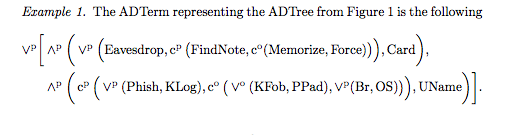 Example 1. The ADTerm representing the ADTree from Figure 1 is the following
∨ᵖ[∧ᵖ(∨ᵖ(Eavesdrop, cᵖ(FindNote, cᵒ(Memorize, Force))), Card),
∧ᵖ(cᵖ(∨ᵖ(Phish, KLog), cᵒ(∨ᵒ(KFob, PPad), ∨ᵖ(Br, OS))), UName)].